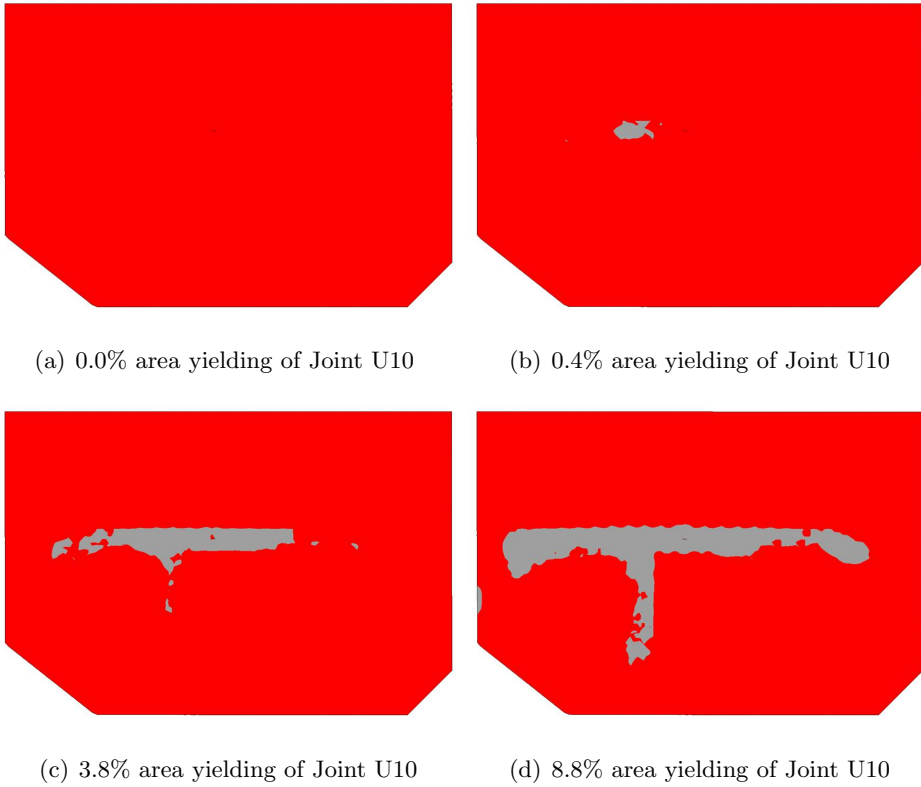 (a) 0.0% area yielding of Joint U10
(b) 0.4% area yielding of Joint U10
(c) 3.8% area yielding of Joint U10
(d) 8.8% area yielding of Joint U10